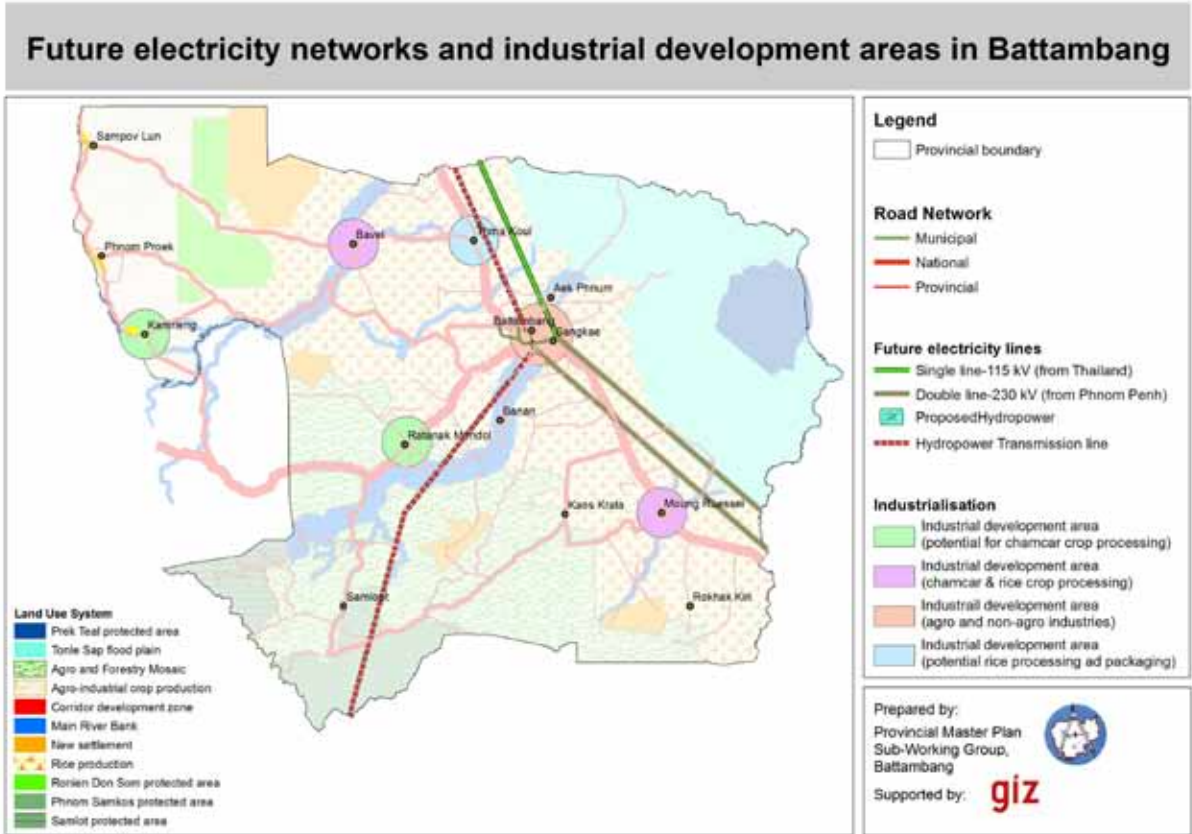 Future electricity networks and industrial development areas in Battambang
Sampov Lun
Phnom Proek
Kamrieng
Bavel
Thma Koul
Aek Phnum
Battambang
Sangkae
Banan
Ratanak Mondol
Kaos Krala
Moung Ruessei
Samlout
Rokhak Kiri
Land Use System
Prek Teal protected area
Tonle Sap flood plain
Agro and Forestry Mosaic
Agro-industrial crop production
Corridor development zone
Main River Bank
New settlement
Rice production
Ronien Don Som protected area
Phnom Samkos protected area
Samlot protected area
Legend
Provincial boundary
Road Network
Municipal
National
Provincial
Future electricity lines
Single line-115 kV (from Thailand)
Double line-230 kV (from Phnom Penh)
ProposedHydropower
Hydropower Transmission line
Industrialisation
Industrial development area
(potential for chamcar crop processing)
Industrial development area
(chamcar & rice crop processing)
Industrail development area
(agro and non-agro industries)
Industrial development area
(potential rice processing ad packaging)
Prepared by:
Provincial Master Plan
Sub-Working Group,
Battambang
Supported by:
giz